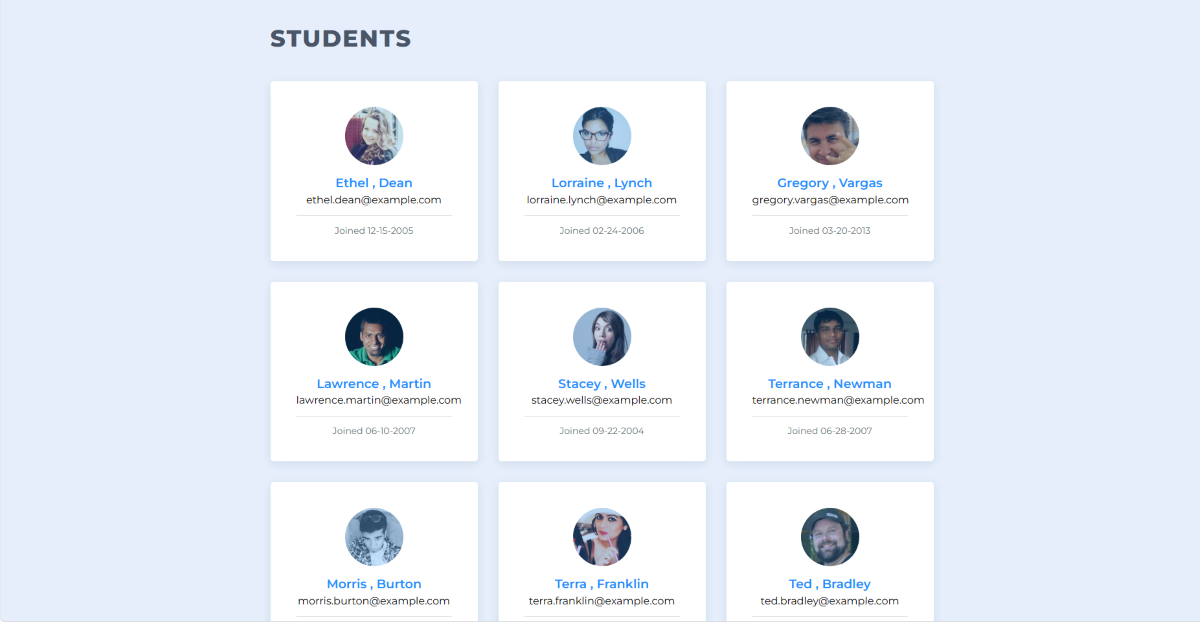 STUDENTS
Ethel , Dean
ethel.dean@example.com
Joined 12-15-2005
Lorraine , Lynch
lorraine.lynch@example.com
Joined 02-24-2006
Gregory , Vargas
gregory.vargas@example.com
Joined 03-20-2013
Lawrence , Martin
lawrence.martin@example.com
Joined 06-10-2007
Stacey , Wells
stacey.wells@example.com
Joined 09-22-2004
Terrance , Newman
terrance.newman@example.com
Joined 06-28-2007
Morris , Burton
morris.burton@example.com
Terra , Franklin
terra.franklin@example.com
Ted , Bradley
ted.bradley@example.com